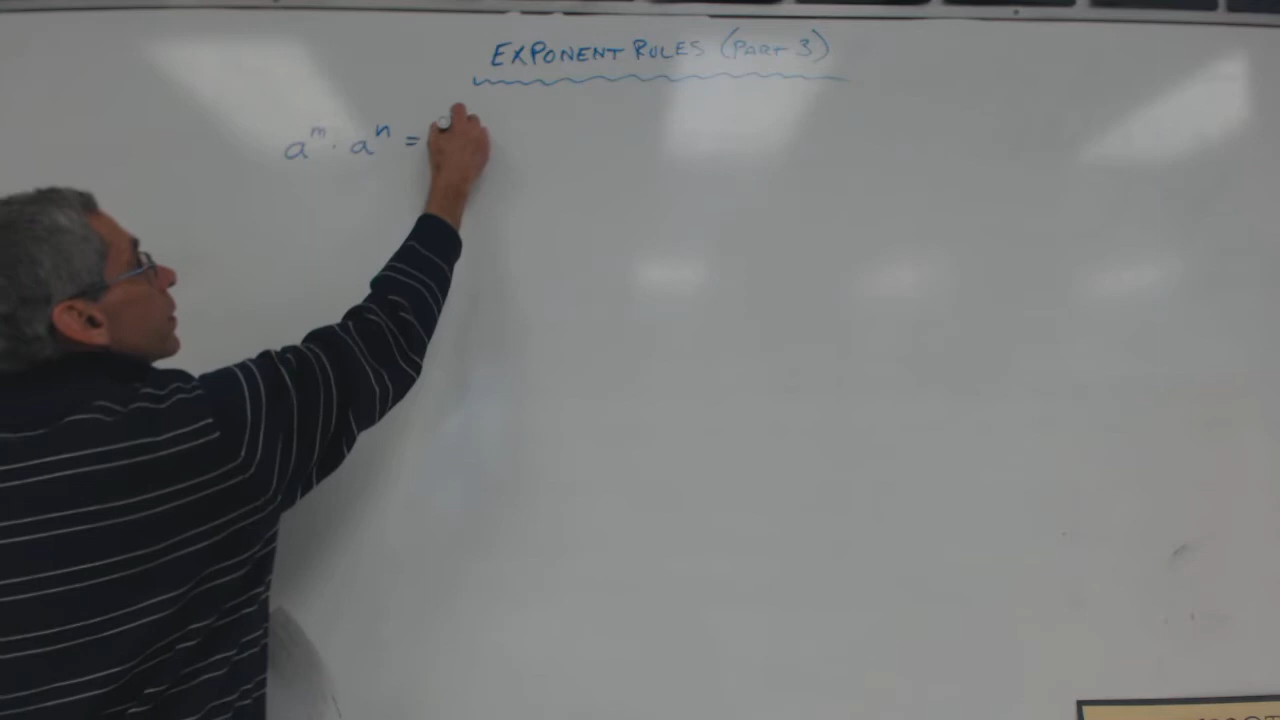 EXPONENT RULES (PART 3)
a^m · a^n =